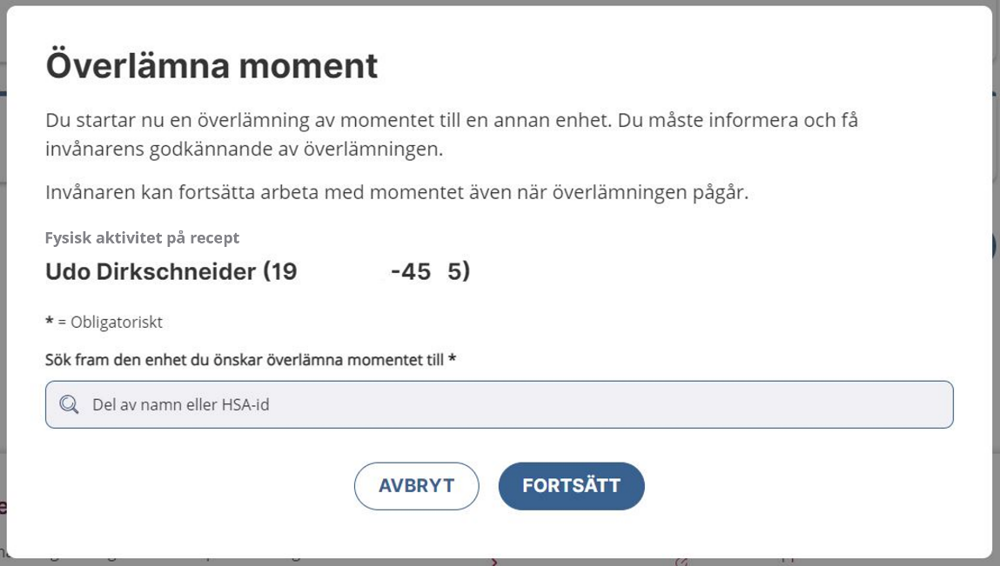 Överlämna moment
Du startar nu en överlämning av momentet till en annan enhet. Du måste informera och få
invånarens godkännande av överlämningen.
Invånaren kan fortsätta arbeta med momentet även när överlämningen pågår.
Fysisk aktivitet på recept
Udo Dirkschneider (19 -45 5)
* = Obligatoriskt
Sök fram den enhet du önskar överlämna momentet till *
Del av namn eller HSA-id
AVBRYT FORTSÄTT